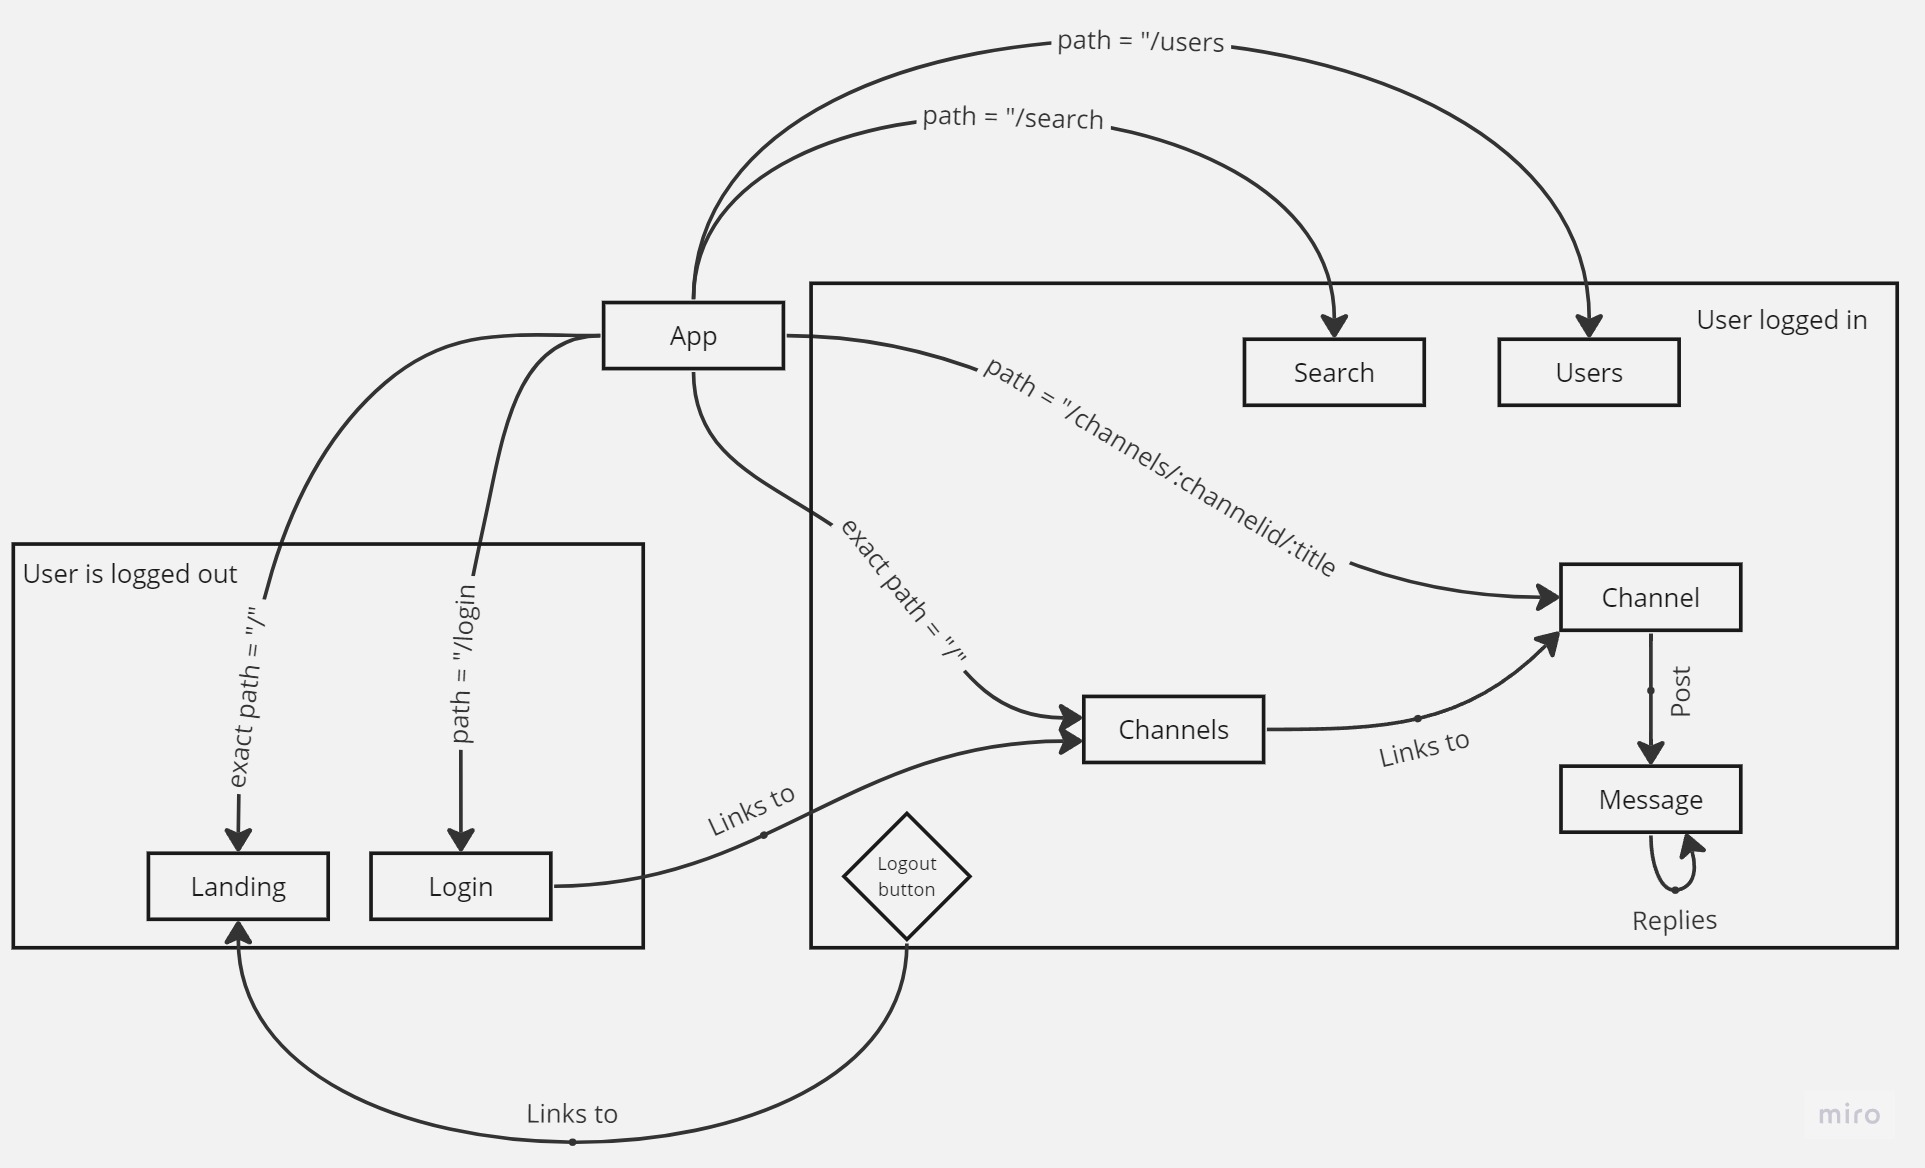 path = "/users
path = "/search
App
User logged in
Search
Users
path = "/channels/:channelid/:title
exact path = "/"
User is logged out
exact path = "/"
path = "/login
Channel
Post
Channels
Links to
Links to
Message
Logout
button
Landing
Login
Replies
Links to
miro